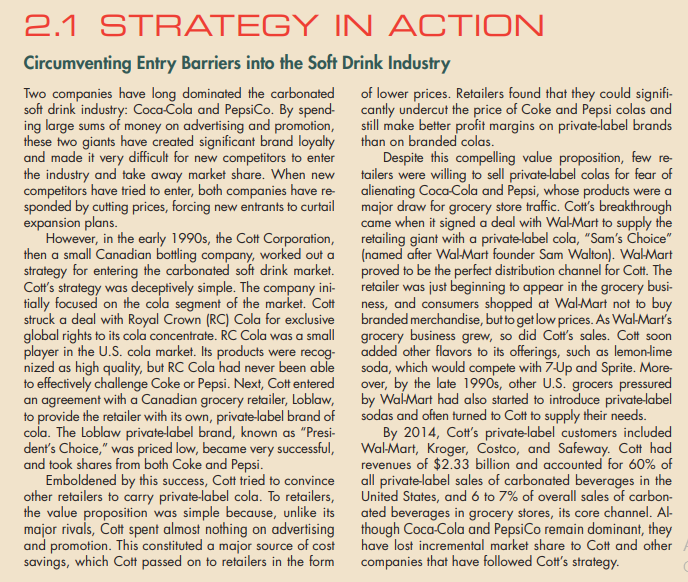 2.1 STRATEGY IN ACTION
Circumventing Entry Barriers into the Soft Drink Industry
Two companies have long dominated the carbonated
soft drink industry: Coca-Cola and PepsiCo. By spend-
ing large sums of money on advertising and promotion,
these two giants have created significant brand loyalty
and made it very difficult for new competitors to enter
the industry and take away market share. When new
competitors have tried to enter, both companies have re-
sponded by cutting prices, forcing new entrants to curtail
expansion plans.
However, in the early 1990s, the Cott Corporation,
then a small Canadian bottling company, worked out a
strategy for entering the carbonated soft drink market.
Cott's strategy was deceptively simple. The company ini-
tially focused on the cola segment of the market. Cott
struck a deal with Royal Crown (RC) Cola for exclusive
global rights to its cola concentrate. RC Cola was a small
player in the U.S. cola market. Its products were recog-
nized as high quality, but RC Cola had never been able
to effectively challenge Coke or Pepsi. Next, Cott entered
an agreement with a Canadian grocery retailer, Loblaw,
to provide the retailer with its own, private-label brand of
cola. The Loblaw private-label brand, known as "Presi-
dent's Choice," was priced low, became very successful,
and took shares from both Coke and Pepsi.
Emboldened by this success, Cott tried to convince
other retailers to carry private-label cola. To retailers,
the value proposition was simple because, unlike its
major rivals, Cott spent almost nothing on advertising
and promotion. This constituted a major source of cost
savings, which Cott passed on to retailers in the form
of lower prices. Retailers found that they could signifi-
cantly undercut the price of Coke and Pepsi colas and
still make better profit margins on private-label brands
than on branded colas.
Despite this compelling value proposition, few re-
tailers were willing to sell private-label colas for fear of
alienating Coca-Cola and Pepsi, whose products were a
major draw for grocery store traffic. Cott's breakthrough
came when it signed a deal with Wal-Mart to supply the
retailing giant with a private-label cola, "Sam's Choice"
(named after Wal-Mart founder Sam Walton). Wal-Mart
proved to be the perfect distribution channel for Cott. The
retailer was just beginning to appear in the grocery busi-
ness, and consumers shopped at Wal-Mart not to buy
branded merchandise, but to get low prices. As Wal-Mart's
grocery business grew, so did Cott's sales. Cott soon
added other flavors to its offerings, such as lemon-lime
soda, which would compete with 7-Up and Sprite. More-
over, by the late 1990s, other U.S. grocers pressured
by Wal-Mart had also started to introduce private-label
sodas and often turned to Cott to supply their needs.
By 2014, Cott's private-label customers included
Wal-Mart, Kroger, Costco, and Safeway. Cott had
revenues of $2.33 billion and accounted for 60% of
all private-label sales of carbonated beverages in the
United States, and 6 to 7% of overall sales of carbon-
ated beverages in grocery stores, its core channel. Al-
though Coca-Cola and PepsiCo remain dominant, they
have lost incremental market share to Cott and other
companies that have followed Cott's strategy.